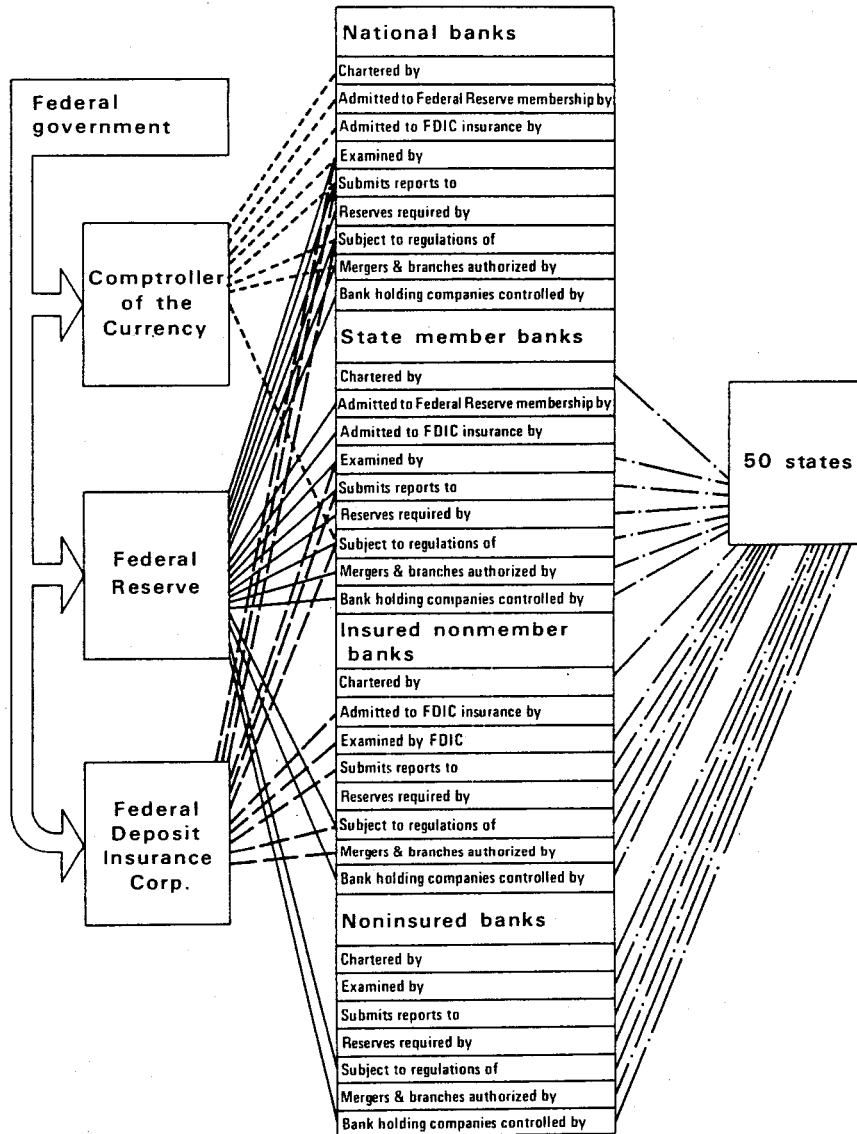 Federal
government
Comptroller
of the
Currency
Federal
Reserve
Federal
Deposit
Insurance
Corp.
National banks
Chartered by
Admitted to Federal Reserve membership by
Admitted to FDIC insurance by
Examined by
Submits reports to
Reserves required by
Subject to regulations of
Mergers & branches authorized by
Bank holding companies controlled by
State member banks
Chartered by
Admitted to Federal Reserve membership by
Admitted to FDIC insurance by
Examined by
Submits reports to
Reserves required by
Subject to regulations of
Mergers & branches authorized by
Bank holding companies controlled by
Insured nonmember
banks
Chartered by
Admitted to FDIC insurance by
Examined by FDIC
Submits reports to
Reserves required by
Subject to regulations of
Mergers & branches authorized by
Bank holding companies controlled by
Noninsured banks
Chartered by
Examined by
Submits reports to
Reserves required by
Subject to regulations of
Mergers & branches authorized by
Bank holding companies controlled by
50 states